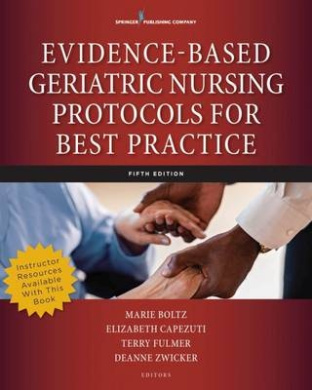 SPRINGER PUBLISHING COMPANY
EVIDENCE-BASED
GERIATRIC NURSING
PROTOCOLS FOR
BEST PRACTICE
FIFTH EDITION
Instructor
Resources
Available
With This
Book
MARIE BOLTZ
ELIZABETH CAPEZUTI
TERRY FULMER
DEANNE ZWICKER
EDITORS